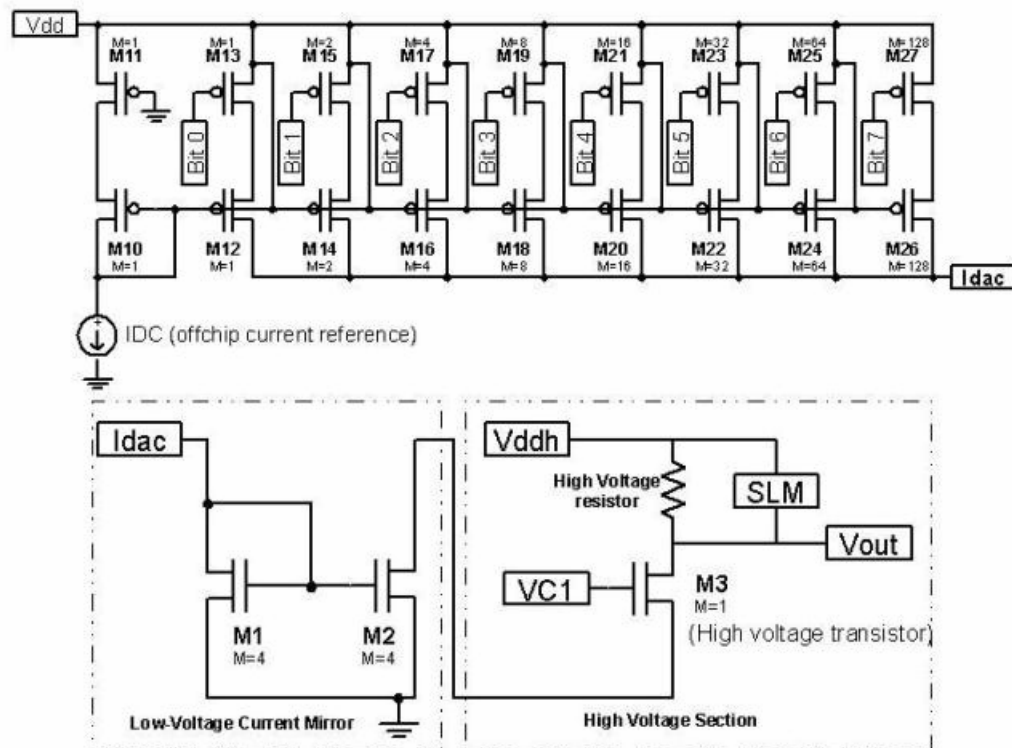 Vdd
M=1 M=1 M=2 M=4 M=8 M=16 M=32 M=64 M=128
M11 M13 M15 M17 M19 M21 M23 M25 M27
Bit 0 Bit 1 Bit 2 Bit 3 Bit 4 Bit 5 Bit 6 Bit 7
M10 M12 M14 M16 M18 M20 M22 M24 M26
M=1 M=1 M=2 M=4 M=8 M=16 M=32 M=64 M=128
Idac
IDC (offchip current reference)
Idac
M1 M2
M=4 M=4
Low-Voltage Current Mirror
Vddh
High Voltage
resistor
SLM
Vout
VC1
M3
M=1
(High voltage transistor)
High Voltage Section